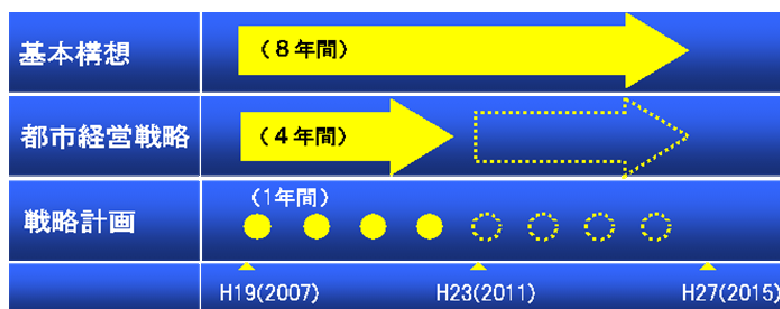 基本構想
（８年間）
都市経営戦略
（４年間）
戦略計画
（1年間）
H19(2007)
H23(2011)
H27(2015)